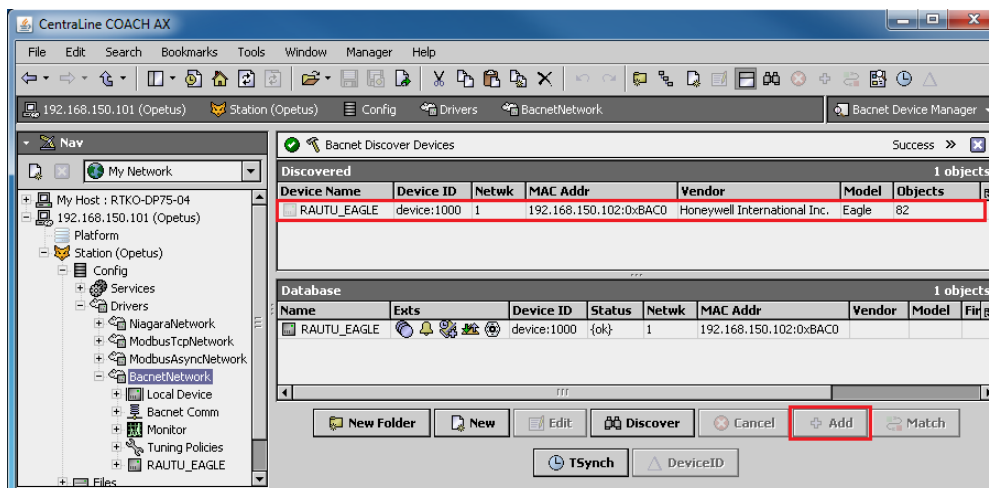 CentraLine COACH AX
File Edit Search Bookmarks Tools Window Manager Help
192.168.150.101 (Opetus) Station (Opetus) Config Drivers BacnetNetwork Bacnet Device Manager
Nav
My Network
My Host : RTKO-DP75-04
192.168.150.101 (Opetus)
Platform
Station (Opetus)
Config
Services
Drivers
NiagaraNetwork
ModbusTcpNetwork
ModbusAsyncNetwork
BacnetNetwork
Local Device
Bacnet Comm
Monitor
Tuning Policies
RAUTU_EAGLE
Files
Bacnet Discover Devices Success »
Discovered 1 objects
Device Name Device ID Netwk MAC Addr Vendor Model Objects
RAUTU_EAGLE device:1000 1 192.168.150.102:0xBAC0 Honeywell International Inc. Eagle 82
Database 1 objects
Name Exts Device ID Status Netwk MAC Addr Vendor Model Fir
RAUTU_EAGLE device:1000 {ok} 1 192.168.150.102:0xBAC0
New Folder New Edit Discover Cancel Add Match
TSynch DeviceID